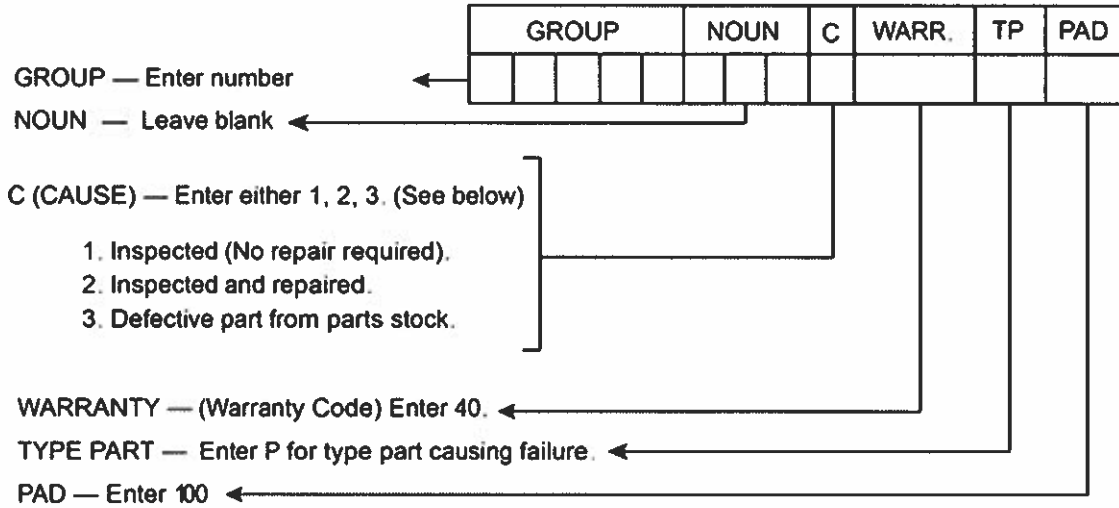 GROUP NOUN C WARR. TP PAD
GROUP — Enter number
NOUN — Leave blank
C (CAUSE) — Enter either 1, 2, 3. (See below)
1. Inspected (No repair required).
2. Inspected and repaired.
3. Defective part from parts stock.
WARRANTY — (Warranty Code) Enter 40.
TYPE PART — Enter P for type part causing failure.
PAD — Enter 100